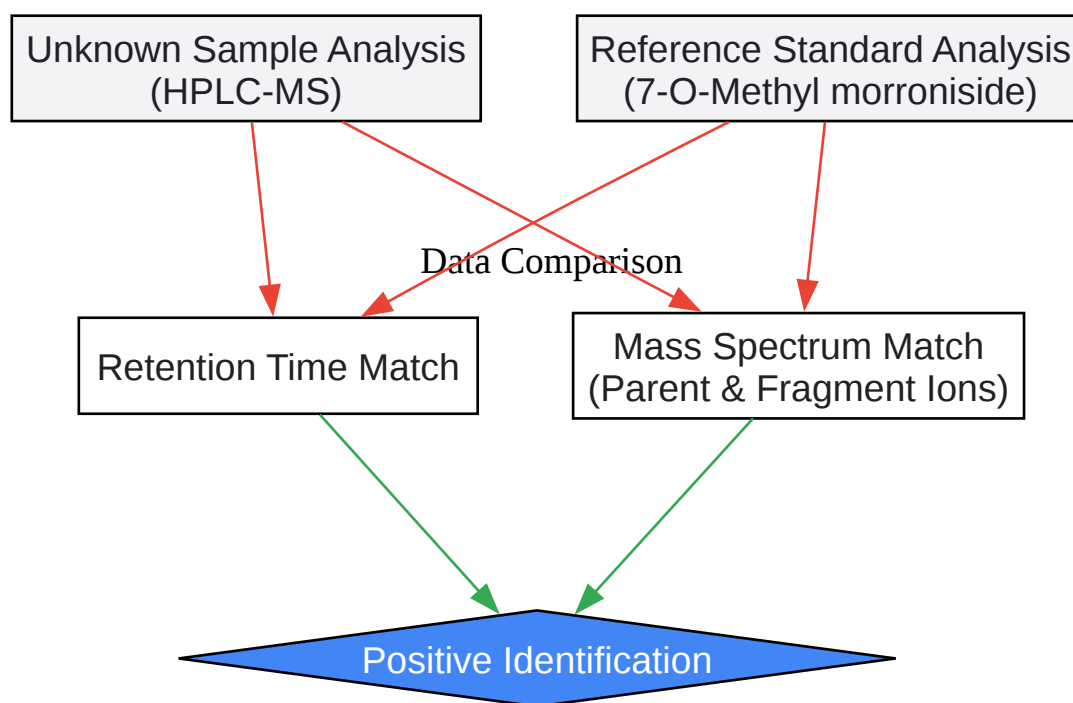 Unknown Sample Analysis
(HPLC-MS)
Reference Standard Analysis
(7-O-Methyl morroniside)
Data Comparison
Retention Time Match
Mass Spectrum Match
(Parent & Fragment Ions)
Positive Identification